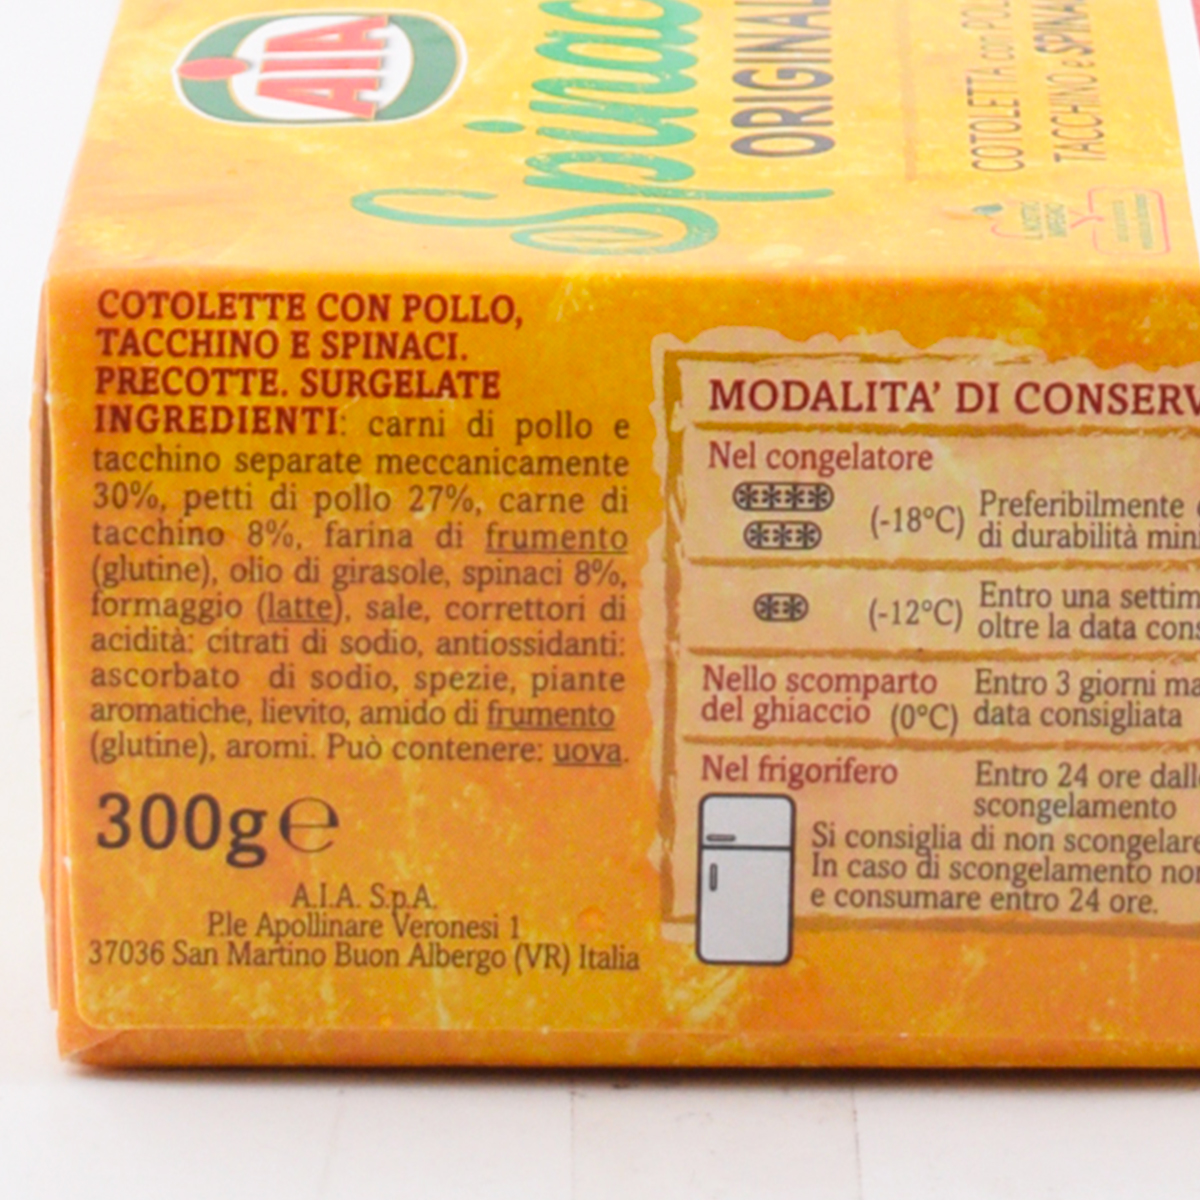 AIA
ORIGINAL
COTOLETTA con
TACCHINO e
COTOLETTE CON POLLO,
TACCHINO E SPINACI.
PRECOTTE. SURGELATE
INGREDIENTI: carni di pollo e
tacchino separate meccanicamente
30%, petti di pollo 27%, carne di
tacchino 8%, farina di frumento
(glutine), olio di girasole, spinaci 8%,
formaggio (latte), sale, correttori di
acidità: citrati di sodio, antiossidanti:
ascorbato di sodio, spezie, piante
aromatiche, lievito, amido di frumento
(glutine), aromi. Può contenere: uova.
300g ℮
A.I.A. S.p.A.
P.le Apollinare Veronesi 1
37036 San Martino Buon Albergo (VR) Italia
MODALITA' DI CONSERV
Nel congelatore
(-18°C) Preferibilmente
di durabilità min
(-12°C) Entro una settim
oltre la data cons
Nello scomparto
del ghiaccio (0°C)
Entro 3 giorni ma
data consigliata
Nel frigorifero
Entro 24 ore dall
scongelamento
Si consiglia di non scongelare
In caso di scongelamento non
e consumare entro 24 ore.